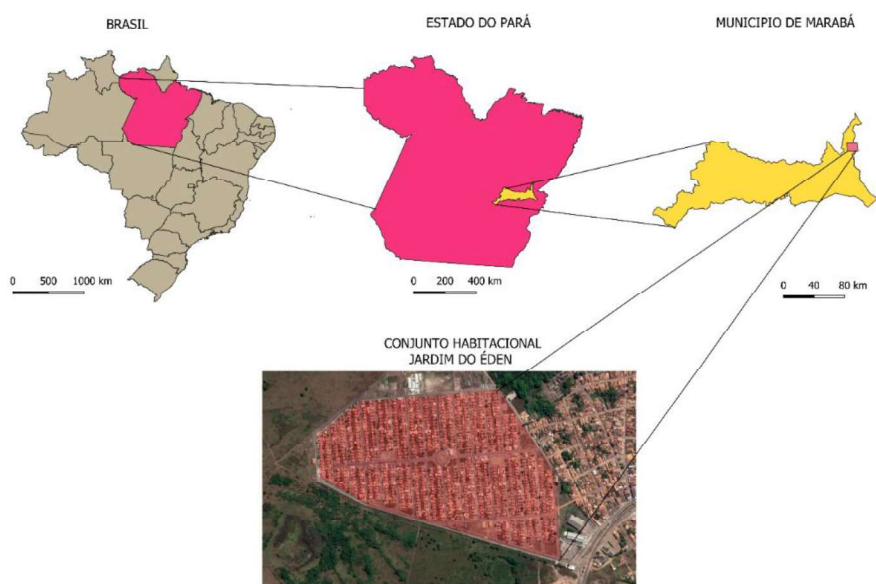 BRASIL
ESTADO DO PARÁ
MUNICIPIO DE MARABÁ
0 500 1000 km
0 200 400 km
0 40 80 km
CONJUNTO HABITACIONAL
JARDIM DO ÉDEN